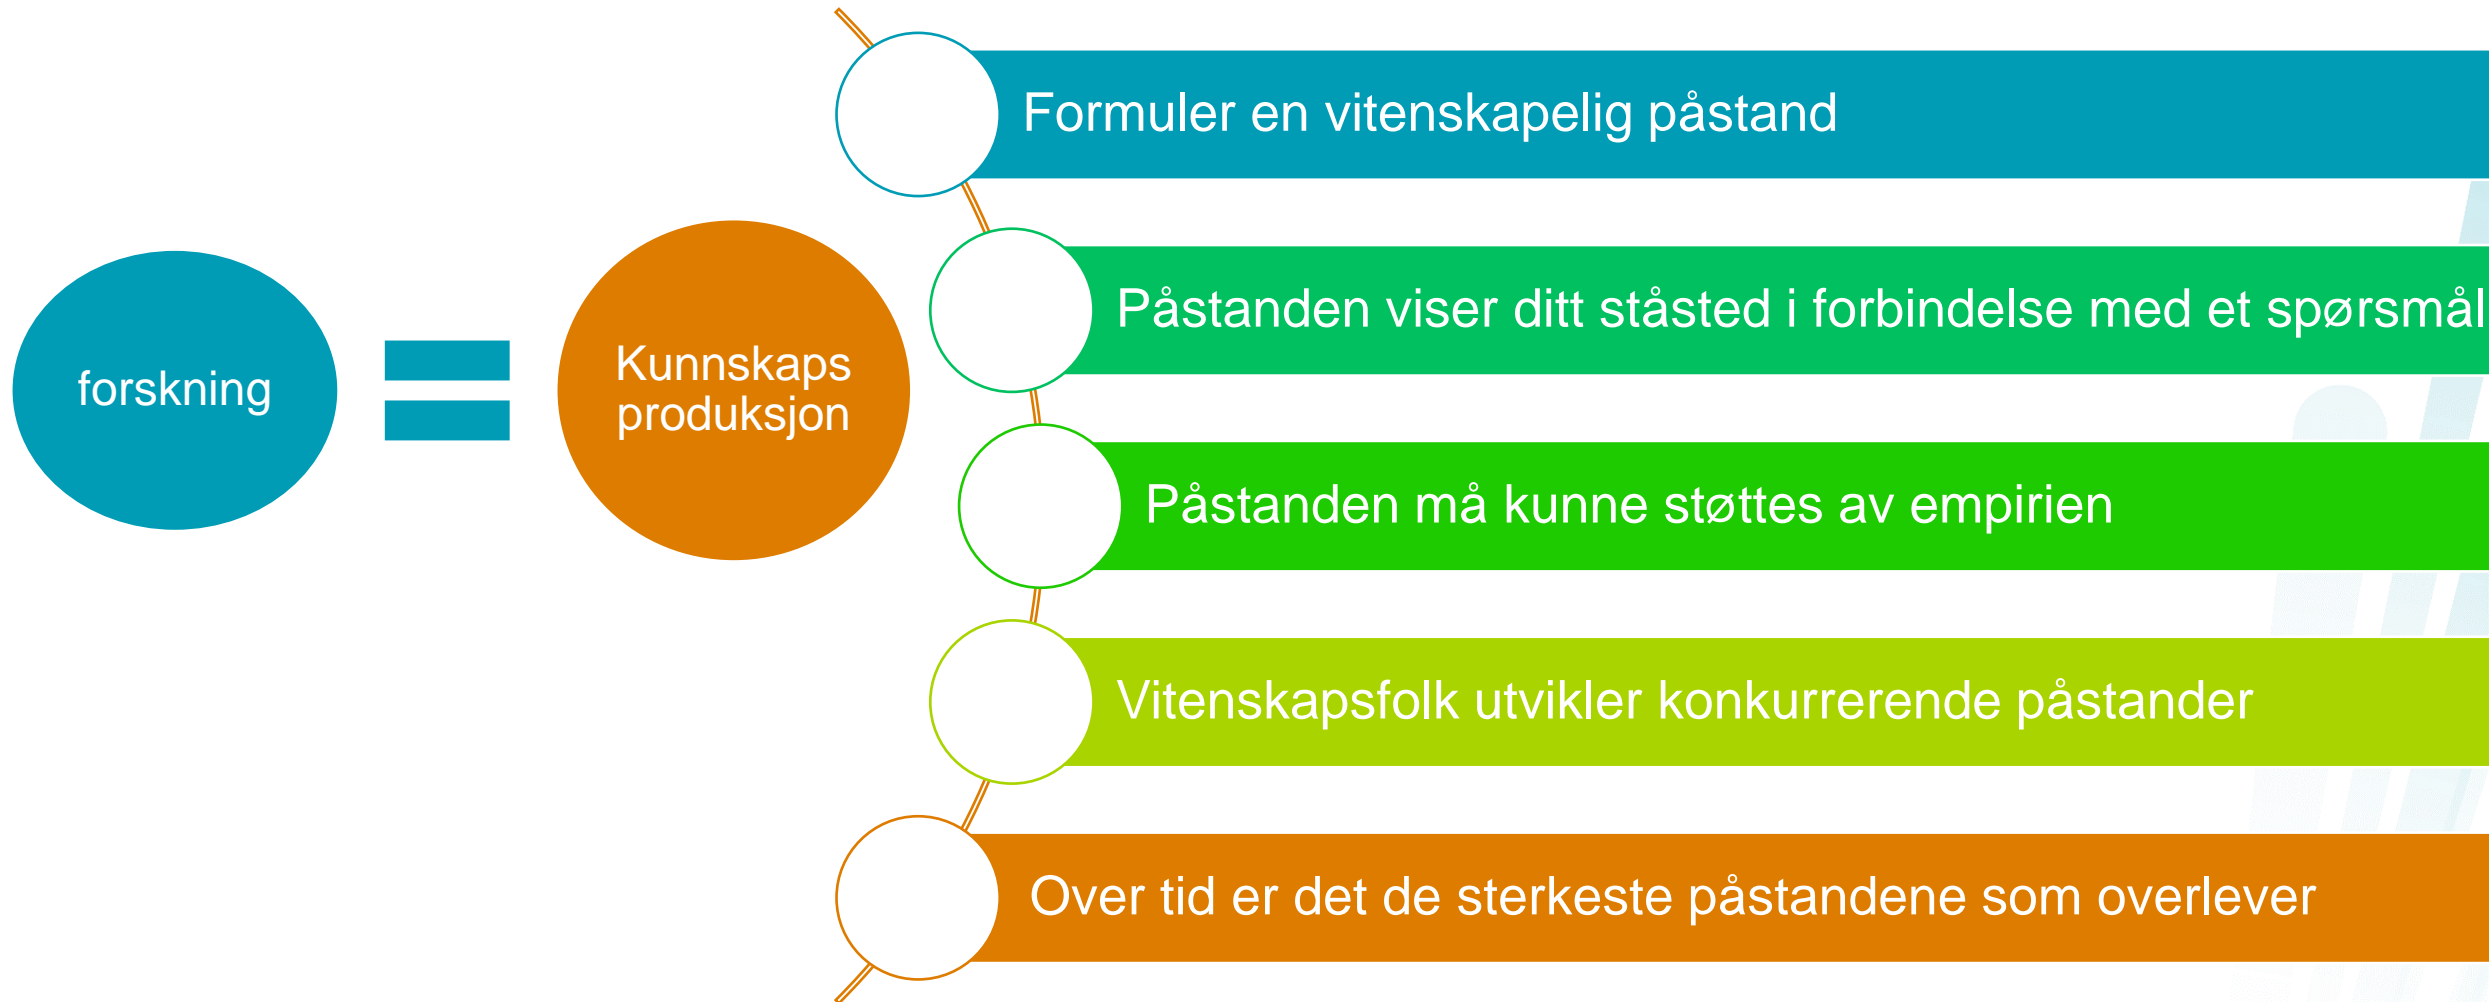 forskning
Kunnskaps
produksjon
Formuler en vitenskapelig påstand
Påstanden viser ditt ståsted i forbindelse med et spørsmål
Påstanden må kunne støttes av empirien
Vitenskapsfolk utvikler konkurrerende påstander
Over tid er det de sterkeste påstandene som overlever